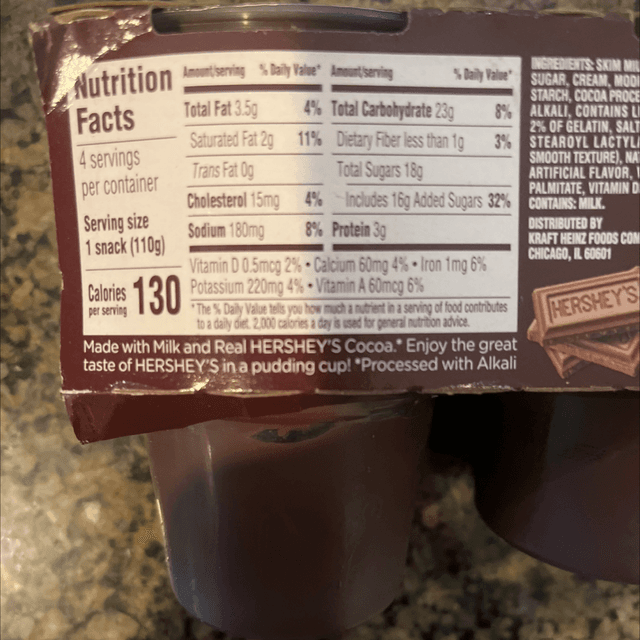 Nutrition
Facts
4 servings
per container
Serving size
1 snack (110g)
Calories
per serving
130
Amount/serving % Daily Value*
Total Fat 3.5g 4%
Saturated Fat 2g 11%
Trans Fat 0g
Cholesterol 15mg 4%
Sodium 180mg 8%
Amount/serving % Daily Value*
Total Carbohydrate 23g 8%
Dietary Fiber less than 1g 3%
Total Sugars 18g
Includes 16g Added Sugars 32%
Protein 3g
Vitamin D 0.5mcg 2% • Calcium 60mg 4% • Iron 1mg 6%
Potassium 220mg 4% • Vitamin A 60mcg 6%
*The % Daily Value tells you how much a nutrient in a serving of food contributes
to a daily diet. 2,000 calories a day is used for general nutrition advice.
Made with Milk and Real HERSHEY'S Cocoa.* Enjoy the great
taste of HERSHEY'S in a pudding cup! *Processed with Alkali
INGREDIENTS: SKIM
SUGAR, CREAM,
STARCH, COCOA
ALKALI, CONTAINS
2% OF GELATIN, SALT
STEAROYL
SMOOTH TEXTURE),
ARTIFICIAL FLAVOR,
PALMITATE, VITAMIN D
CONTAINS: MILK.
DISTRIBUTED BY
KRAFT HEINZ FOODS
CHICAGO, IL 60601
HERSHEY'S